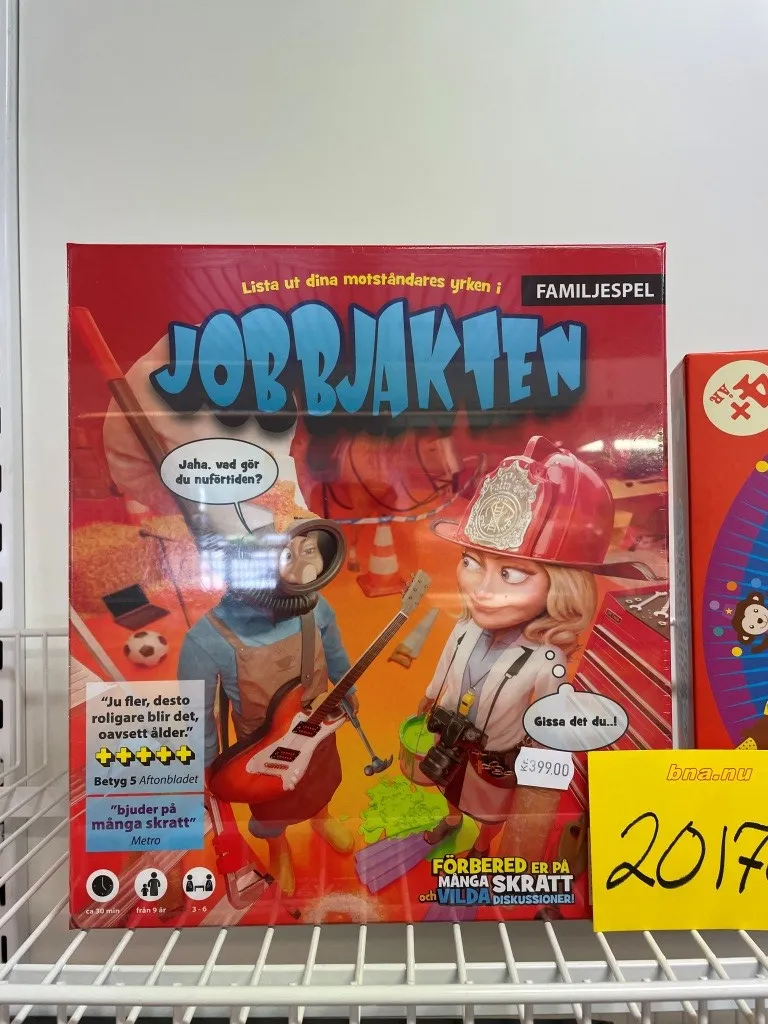 Lista ut dina motståndares yrken i
FAMILJESPEL
JOBBJAKTEN
4+
ÅR
Jaha, vad gör
du nuförtiden?
"Ju fler, desto
roligare blir det,
oavsett ålder."
Betyg 5 Aftonbladet
"bjuder på
många skratt"
Metro
Gissa det du..!
399.00
bna.nu
2017
FÖRBERED ER PÅ
MÅNGA SKRATT
och VILDA DISKUSSIONER!
ca 30 min
från 9 år
3 - 6